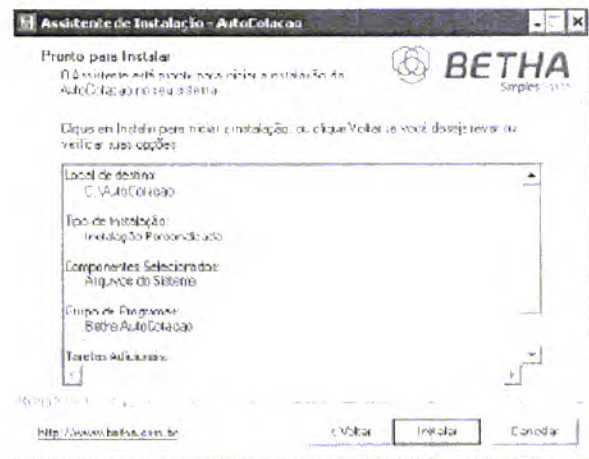 Assistente de Instalação - AutoCotacao
Pronto para Instalar
O Assistente está pronto para iniciar a instalação do
AutoCotacao no seu sistema.
BETHA
Simples
Clique em Instalar para iniciar a instalação, ou clique Voltar se você deseja rever ou
verificar suas opções
Local de destino:
C:\AutoCotacao
Tipo de Instalação:
Instalação Personalizada
Componentes Selecionados:
Arquivos do Sistema
Grupo de Programas:
Betha AutoCotacao
Tarefas Adicionais:
http://www.betha.com.br
< Voltar
Instalar
Cancelar